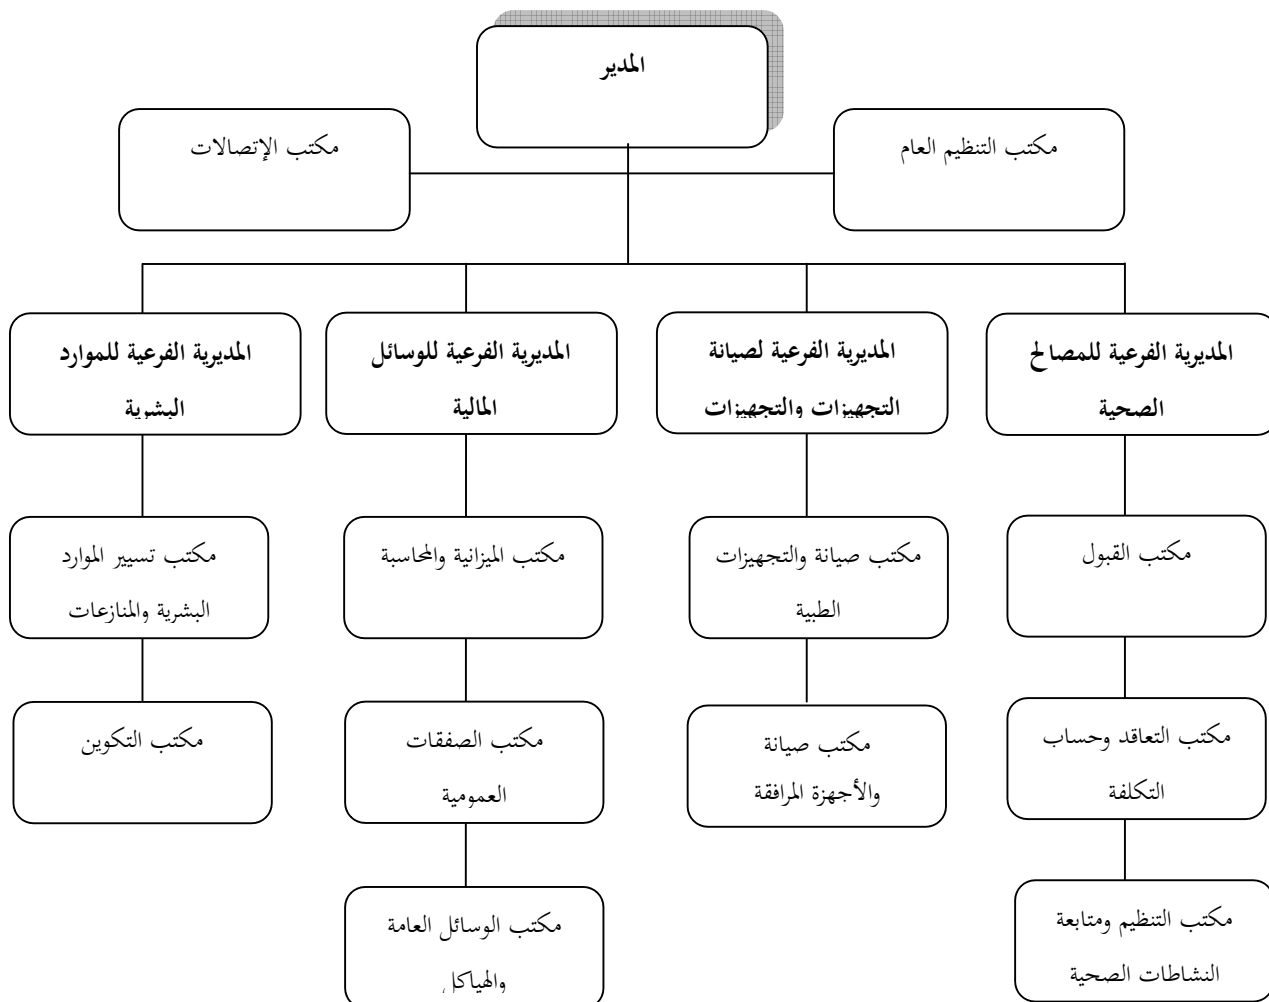 المدير
مكتب التنظيم العام
مكتب الإتصالات
المديرية الفرعية للمصالح
الصحية
المديرية الفرعية لصيانة
التجهيزات والتجهيزات
المديرية الفرعية للوسائل
المالية
المديرية الفرعية للموارد
البشرية
مكتب القبول
مكتب صيانة والتجهيزات
الطبية
مكتب الميزانية والمحاسبة
مكتب تسيير الموارد
البشرية والمنازعات
مكتب التعاقد وحساب
التكلفة
مكتب صيانة
والأجهزة المرافقة
مكتب الصفقات
العمومية
مكتب التكوين
مكتب التنظيم ومتابعة
النشاطات الصحية
مكتب الوسائل العامة
والهياكل